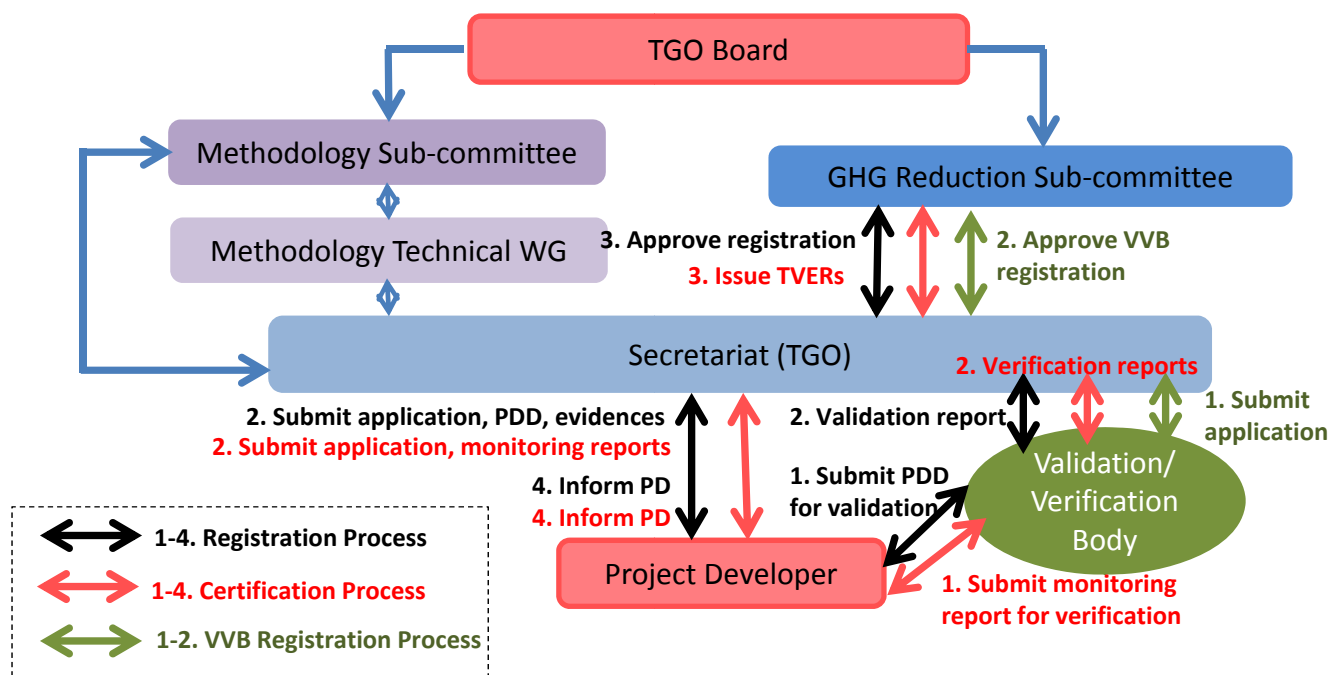 TGO Board
Methodology Sub-committee
GHG Reduction Sub-committee
Methodology Technical WG
3. Approve registration
3. Issue TVERs
2. Approve VVB
registration
Secretariat (TGO)
2. Verification reports
2. Submit application, PDD, evidences
2. Submit application, monitoring reports
2. Validation report
1. Submit
application
4. Inform PD
4. Inform PD
1. Submit PDD
for validation
Validation/
Verification
Body
Project Developer
1. Submit monitoring
report for verification
1-4. Registration Process
1-4. Certification Process
1-2. VVB Registration Process